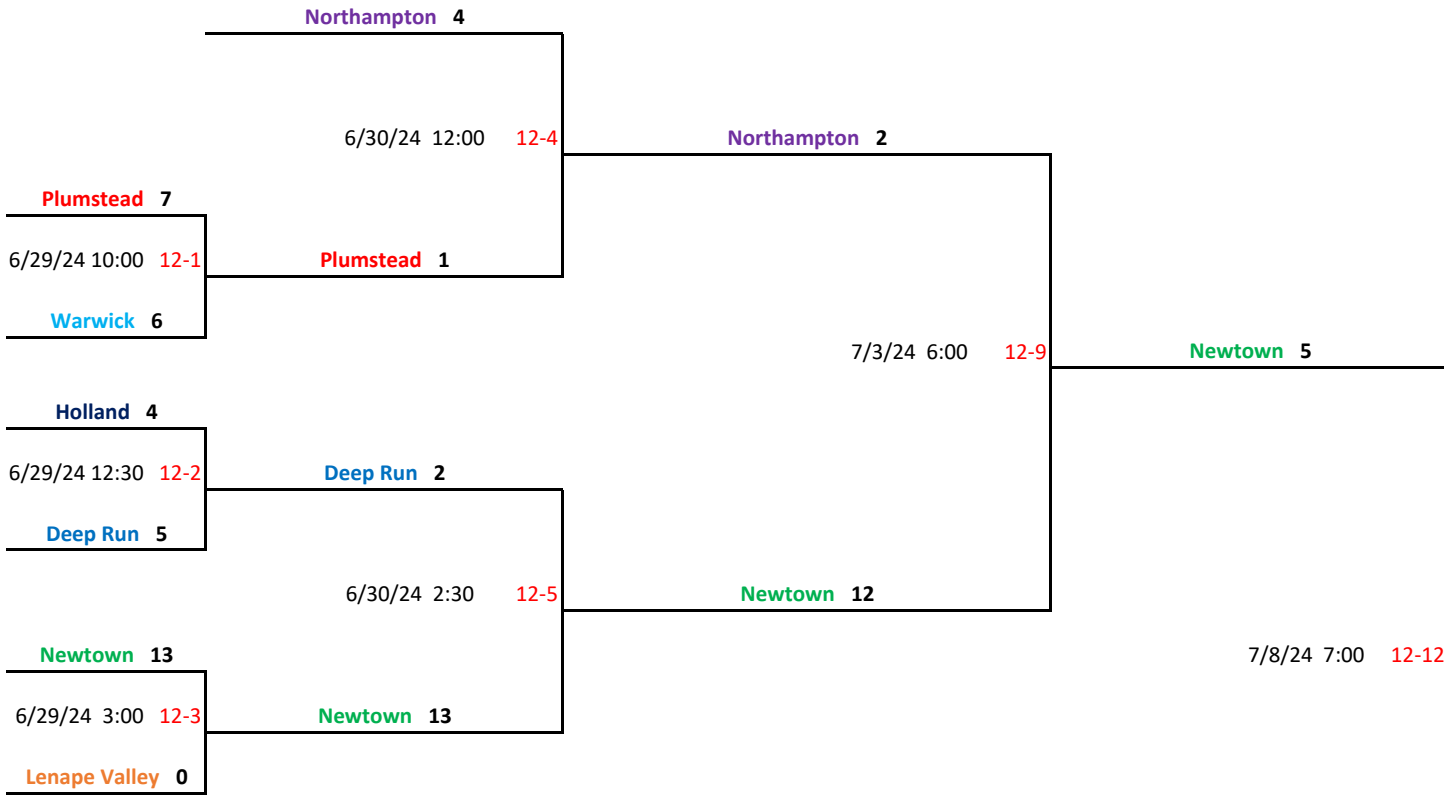 Northampton 4
6/30/24 12:00 12-4
Northampton 2
Plumstead 7
6/29/24 10:00 12-1
Plumstead 1
Warwick 6
7/3/24 6:00 12-9
Newtown 5
Holland 4
6/29/24 12:30 12-2
Deep Run 2
Deep Run 5
6/30/24 2:30 12-5
Newtown 12
Newtown 13
7/8/24 7:00 12-12
6/29/24 3:00 12-3
Newtown 13
Lenape Valley 0